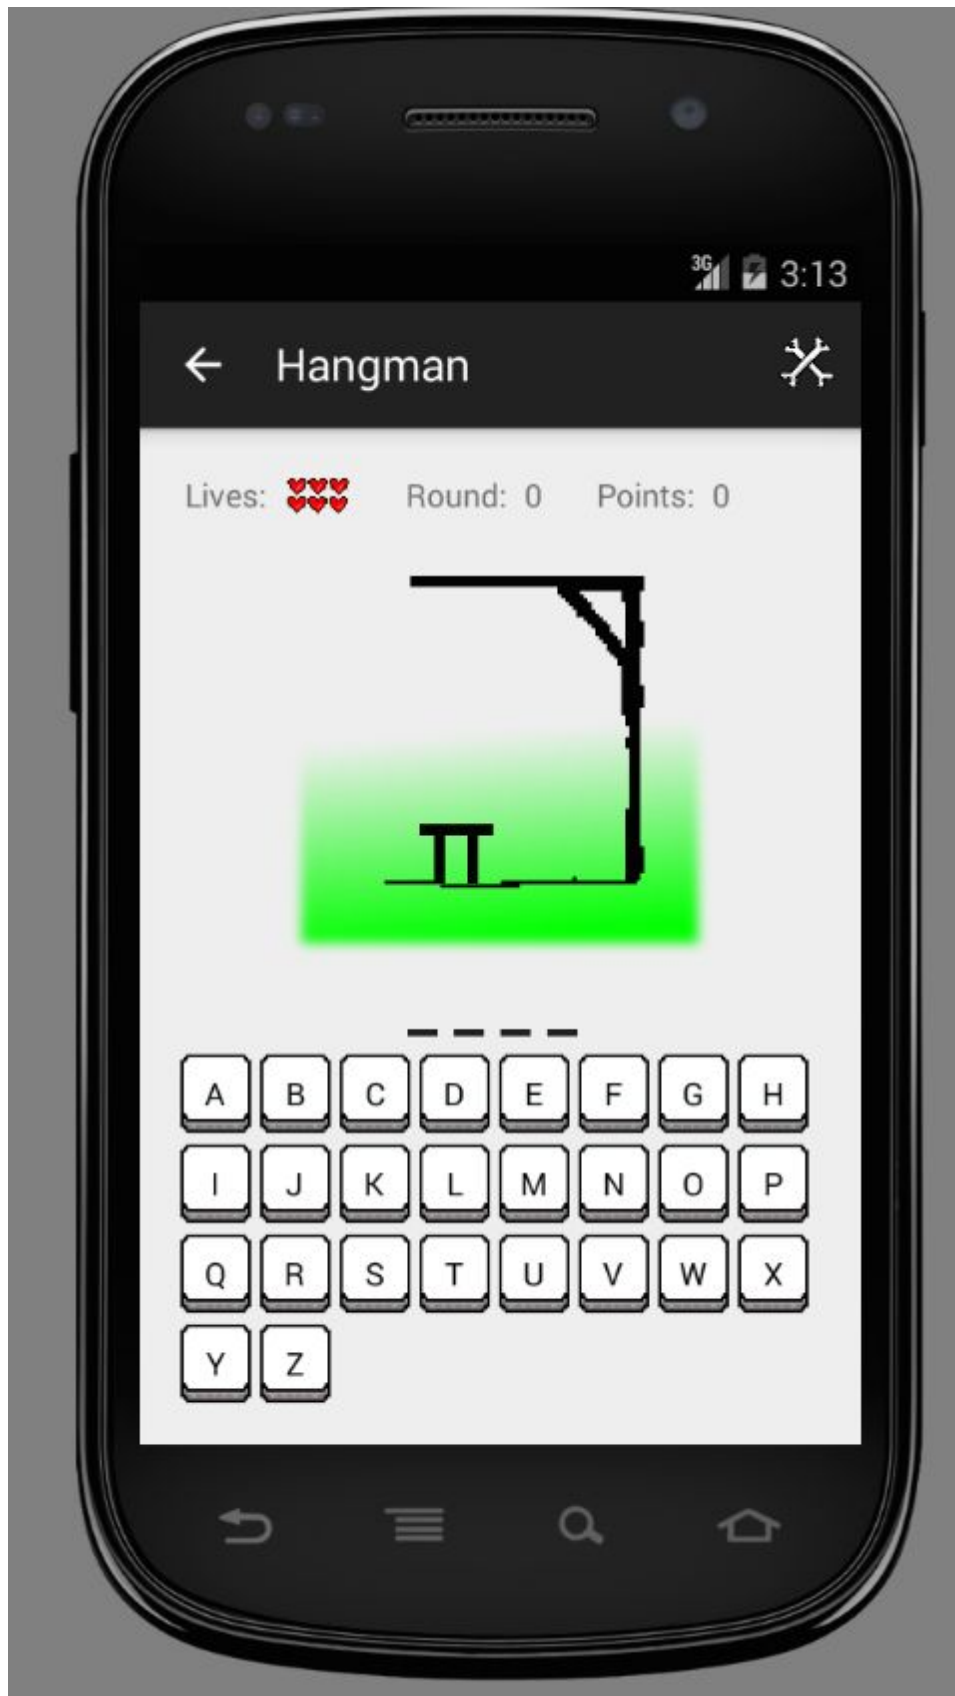 3G 3:13
Hangman
Lives: Round: 0 Points: 0
_ _ _ _
A B C D E F G H
I J K L M N O P
Q R S T U V W X
Y Z